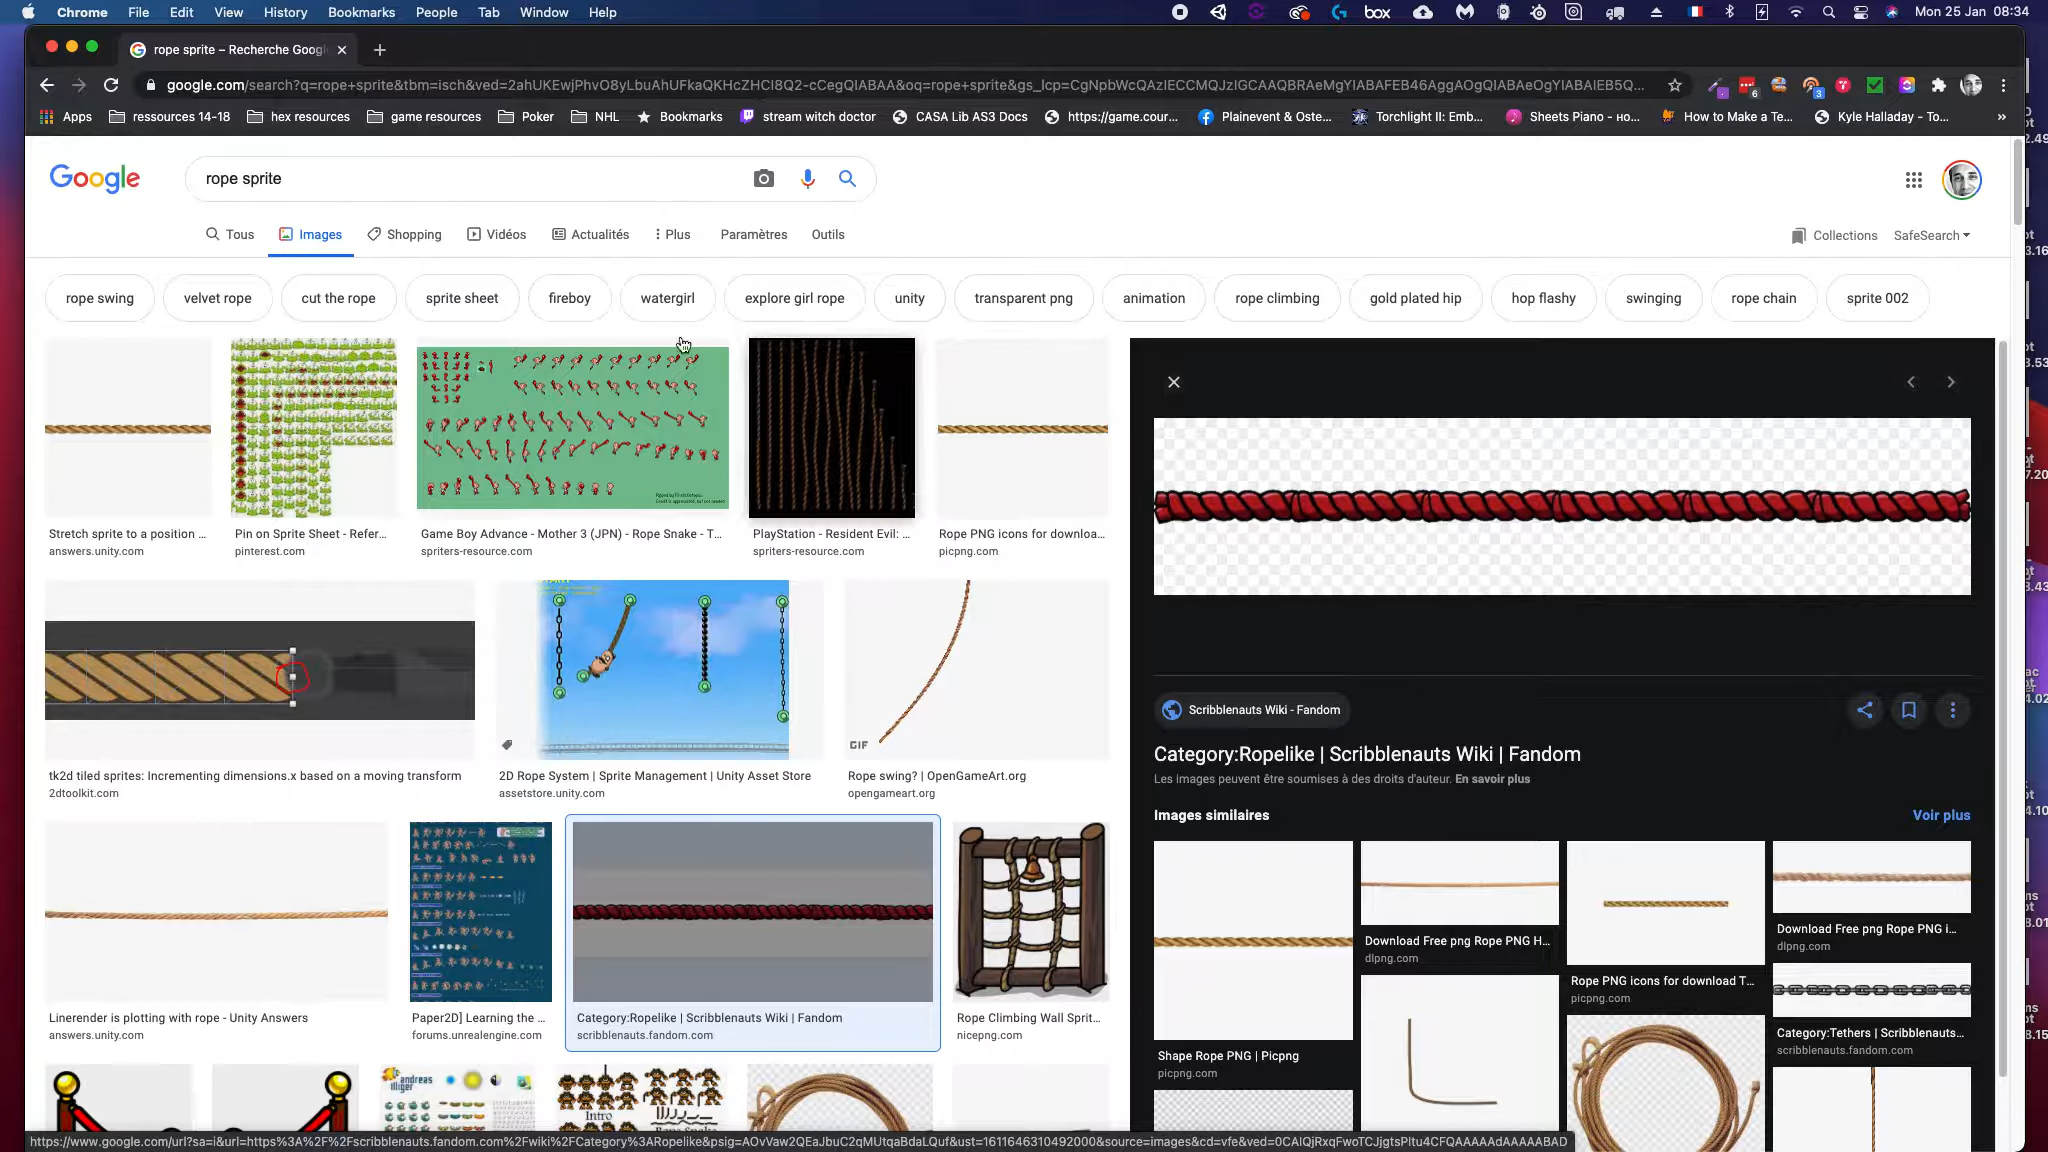 Chrome File Edit View History Bookmarks People Tab Window Help
box
Mon 25 Jan 08:34
rope sprite – Recherche Google
google.com/search?q=rope+sprite&tbm=isch&ved=2ahUKEwjPhvO8yLbuAhUFkaQKHcZHCI8Q2-cCegQIABAA&oq=rope+sprite&gs_lcp=CgNpbWcQAzIECCMQJzIGCAAQBRAeMgYIABAFEB46AggAOgQIABAeOgYIABAIEB5Q...
6
3
Apps ressources 14-18 hex resources game resources Poker NHL Bookmarks stream witch doctor CASA Lib AS3 Docs https://game.cour... Plainevent & Oste... Torchlight II: Emb... Sheets Piano - но... How to Make a Te... Kyle Halladay - To... »
Google
rope sprite
Tous Images Shopping Vidéos Actualités Plus Paramètres Outils
Collections SafeSearch
rope swing velvet rope cut the rope sprite sheet fireboy watergirl explore girl rope unity transparent png animation rope climbing gold plated hip hop flashy swinging rope chain sprite 002
Stretch sprite to a position ...
answers.unity.com
Pin on Sprite Sheet - Refer...
pinterest.com
Game Boy Advance - Mother 3 (JPN) - Rope Snake - T...
spriters-resource.com
PlayStation - Resident Evil: ...
spriters-resource.com
Rope PNG icons for downloa...
picpng.com
tk2d tiled sprites: Incrementing dimensions.x based on a moving transform
2dtoolkit.com
2D Rope System | Sprite Management | Unity Asset Store
assetstore.unity.com
GIF
Rope swing? | OpenGameArt.org
opengameart.org
Linerender is plotting with rope - Unity Answers
answers.unity.com
Paper2D] Learning the ...
forums.unrealengine.com
Category:Ropelike | Scribblenauts Wiki | Fandom
scribblenauts.fandom.com
Rope Climbing Wall Sprit...
nicepng.com
andreas
illiger
Intro
Rope Snake
Scribblenauts Wiki - Fandom
Category:Ropelike | Scribblenauts Wiki | Fandom
Les images peuvent être soumises à des droits d'auteur. En savoir plus
Images similaires
Voir plus
Shape Rope PNG | Picpng
picpng.com
Download Free png Rope PNG H...
dlpng.com
Rope PNG icons for download T...
picpng.com
Download Free png Rope PNG i...
dlpng.com
Category:Tethers | Scribblenauts...
scribblenauts.fandom.com
https://www.google.com/url?sa=i&url=https%3A%2F%2Fscribblenauts.fandom.com%2Fwiki%2FCategory%3ARopelike&psig=AOvVaw2QEaJbuC2qMUtqaBdaLQuf&ust=1611646310492000&source=images&cd=vfe&ved=0CAIQjRxqFwoTCJjgtsPItu4CFQAAAAAdAAAAABAD